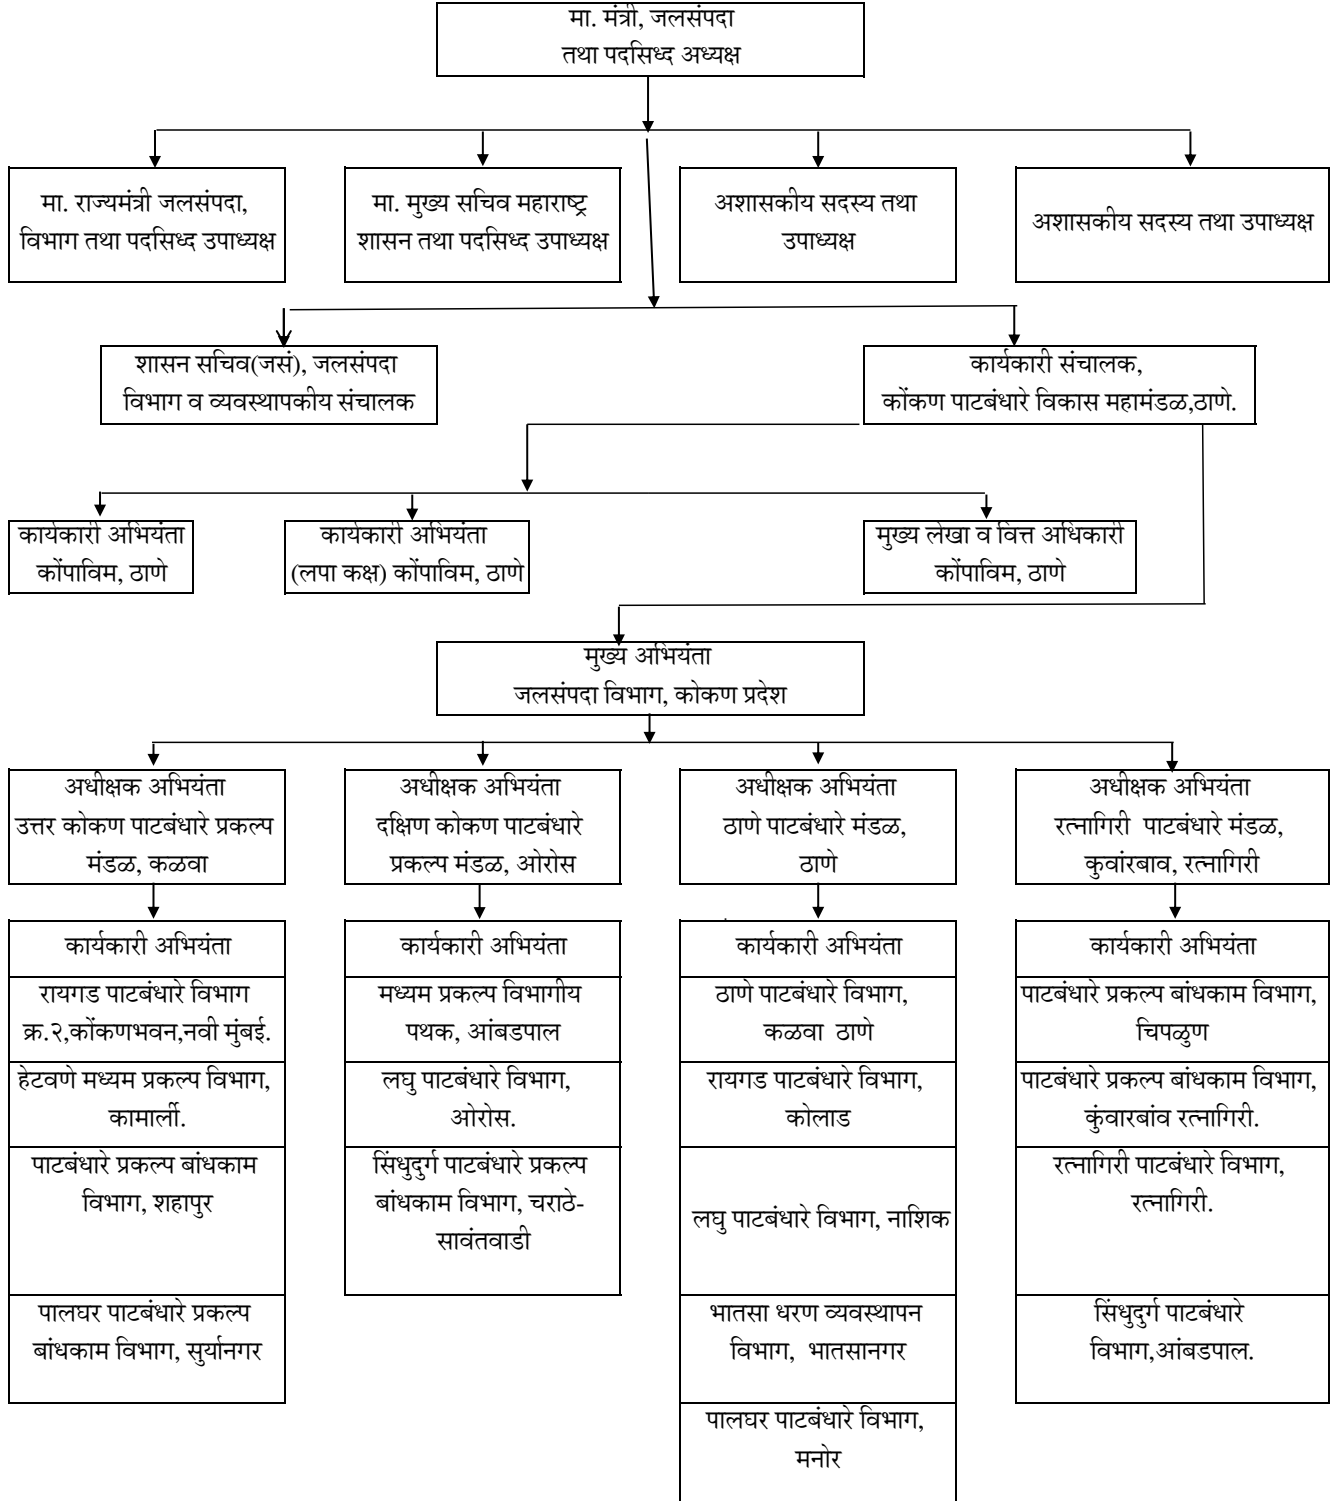 मा. मंत्री, जलसंपदा
तथा पदसिध्द अध्यक्ष
मा. राज्यमंत्री जलसंपदा,
विभाग तथा पदसिध्द उपाध्यक्ष
मा. मुख्य सचिव महाराष्ट्र
शासन तथा पदसिध्द उपाध्यक्ष
अशासकीय सदस्य तथा
उपाध्यक्ष
अशासकीय सदस्य तथा उपाध्यक्ष
शासन सचिव(जसं), जलसंपदा
विभाग व व्यवस्थापकीय संचालक
कार्यकारी संचालक,
कोंकण पाटबंधारे विकास महामंडळ,ठाणे.
कार्यकारी अभियंता
कोंपाविम, ठाणे
कार्यकारी अभियंता
(लपा कक्ष) कोंपाविम, ठाणे
मुख्य लेखा व वित्त अधिकारी
कोंपाविम, ठाणे
मुख्य अभियंता
जलसंपदा विभाग, कोकण प्रदेश
अधीक्षक अभियंता
उत्तर कोकण पाटबंधारे प्रकल्प
मंडळ, कळवा
अधीक्षक अभियंता
दक्षिण कोकण पाटबंधारे
प्रकल्प मंडळ, ओरोस
अधीक्षक अभियंता
ठाणे पाटबंधारे मंडळ,
ठाणे
अधीक्षक अभियंता
रत्नागिरी पाटबंधारे मंडळ,
कुवांरबाव, रत्नागिरी
कार्यकारी अभियंता
रायगड पाटबंधारे विभाग
क्र.२,कोंकणभवन,नवी मुंबई.
हेटवणे मध्यम प्रकल्प विभाग,
कामार्ली.
पाटबंधारे प्रकल्प बांधकाम
विभाग, शहापुर
पालघर पाटबंधारे प्रकल्प
बांधकाम विभाग, सुर्यानगर
कार्यकारी अभियंता
मध्यम प्रकल्प विभागीय
पथक, आंबडपाल
लघु पाटबंधारे विभाग,
ओरोस.
सिंधुदुर्ग पाटबंधारे प्रकल्प
बांधकाम विभाग, चराठे-
सावंतवाडी
कार्यकारी अभियंता
ठाणे पाटबंधारे विभाग,
कळवा ठाणे
रायगड पाटबंधारे विभाग,
कोलाड
लघु पाटबंधारे विभाग, नाशिक
भातसा धरण व्यवस्थापन
विभाग, भातसानगर
पालघर पाटबंधारे विभाग,
मनोर
कार्यकारी अभियंता
पाटबंधारे प्रकल्प बांधकाम विभाग,
चिपळुण
पाटबंधारे प्रकल्प बांधकाम विभाग,
कुंवारबांव रत्नागिरी.
रत्नागिरी पाटबंधारे विभाग,
रत्नागिरी.
सिंधुदुर्ग पाटबंधारे
विभाग,आंबडपाल.